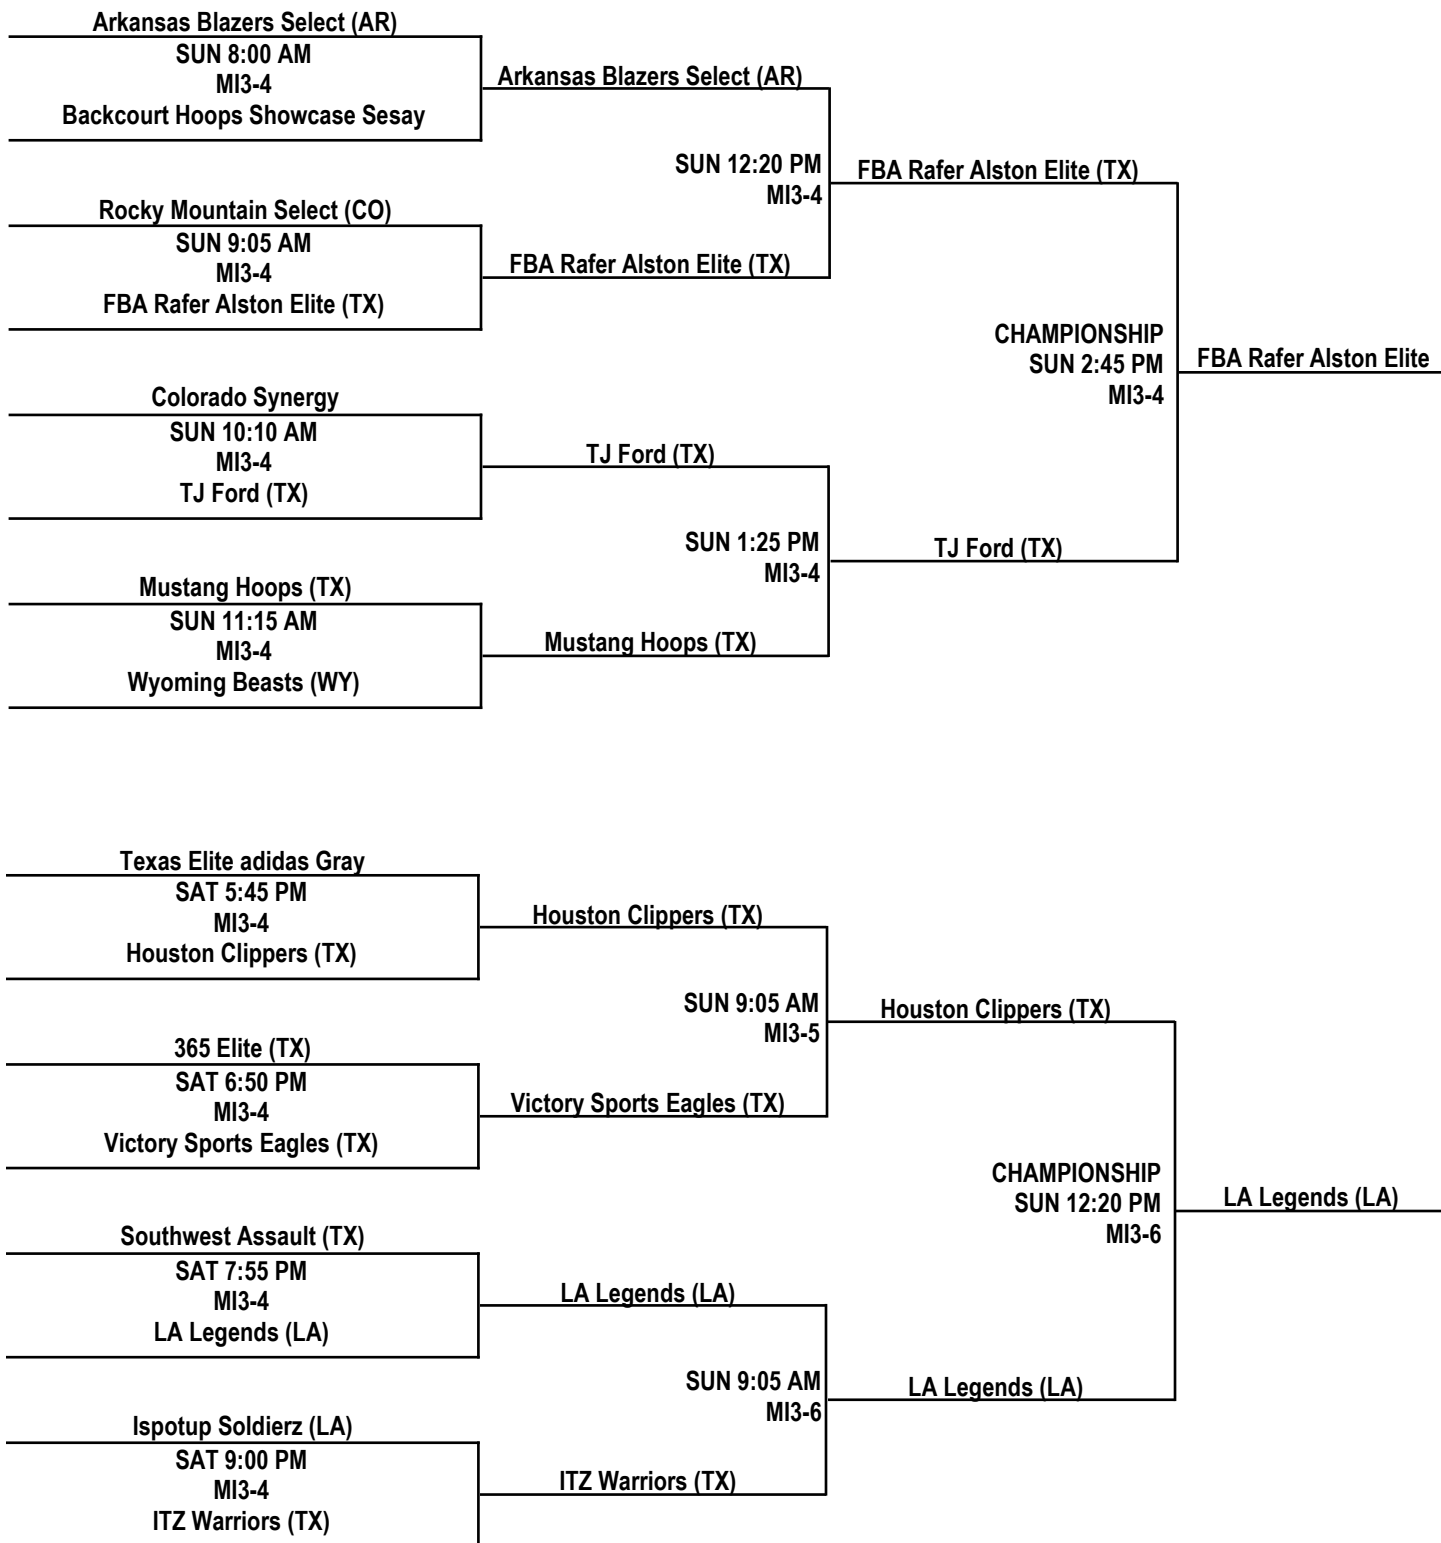 Arkansas Blazers Select (AR)
SUN 8:00 AM
MI3-4
Backcourt Hoops Showcase Sesay
Rocky Mountain Select (CO)
SUN 9:05 AM
MI3-4
FBA Rafer Alston Elite (TX)
Colorado Synergy
SUN 10:10 AM
MI3-4
TJ Ford (TX)
Mustang Hoops (TX)
SUN 11:15 AM
MI3-4
Wyoming Beasts (WY)
Arkansas Blazers Select (AR)
SUN 12:20 PM
MI3-4
FBA Rafer Alston Elite (TX)
TJ Ford (TX)
SUN 1:25 PM
MI3-4
Mustang Hoops (TX)
FBA Rafer Alston Elite (TX)
CHAMPIONSHIP
SUN 2:45 PM
MI3-4
TJ Ford (TX)
FBA Rafer Alston Elite
Texas Elite adidas Gray
SAT 5:45 PM
MI3-4
Houston Clippers (TX)
365 Elite (TX)
SAT 6:50 PM
MI3-4
Victory Sports Eagles (TX)
Southwest Assault (TX)
SAT 7:55 PM
MI3-4
LA Legends (LA)
Ispotup Soldierz (LA)
SAT 9:00 PM
MI3-4
ITZ Warriors (TX)
Houston Clippers (TX)
SUN 9:05 AM
MI3-5
Victory Sports Eagles (TX)
LA Legends (LA)
SUN 9:05 AM
MI3-6
ITZ Warriors (TX)
Houston Clippers (TX)
CHAMPIONSHIP
SUN 12:20 PM
MI3-6
LA Legends (LA)
LA Legends (LA)